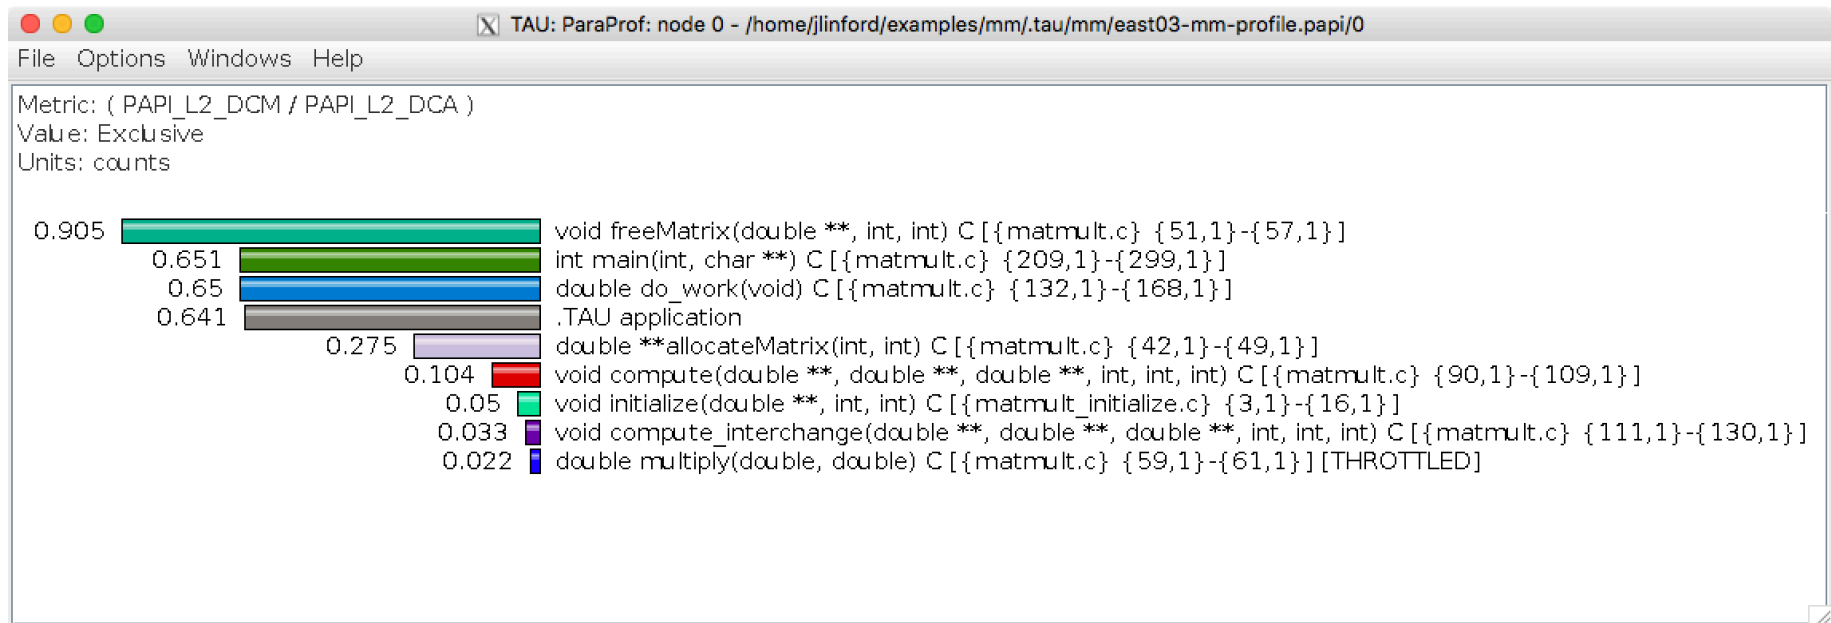 TAU: ParaProf: node 0 - /home/jlinford/examples/mm/.tau/mm/east03-mm-profile.papi/0
File Options Windows Help
Metric: ( PAPI_L2_DCM / PAPI_L2_DCA )
Value: Exclusive
Units: counts
0.905 void freeMatrix(double **, int, int) C [{matmult.c} {51,1}-{57,1}]
0.651 int main(int, char **) C [{matmult.c} {209,1}-{299,1}]
0.65 double do_work(void) C [{matmult.c} {132,1}-{168,1}]
0.641 .TAU application
0.275 double **allocateMatrix(int, int) C [{matmult.c} {42,1}-{49,1}]
0.104 void compute(double **, double **, double **, int, int, int) C [{matmult.c} {90,1}-{109,1}]
0.05 void initialize(double **, int, int) C [{matmult_initialize.c} {3,1}-{16,1}]
0.033 void compute_interchange(double **, double **, double **, int, int, int) C [{matmult.c} {111,1}-{130,1}]
0.022 double multiply(double, double) C [{matmult.c} {59,1}-{61,1}] [THROTTLED]